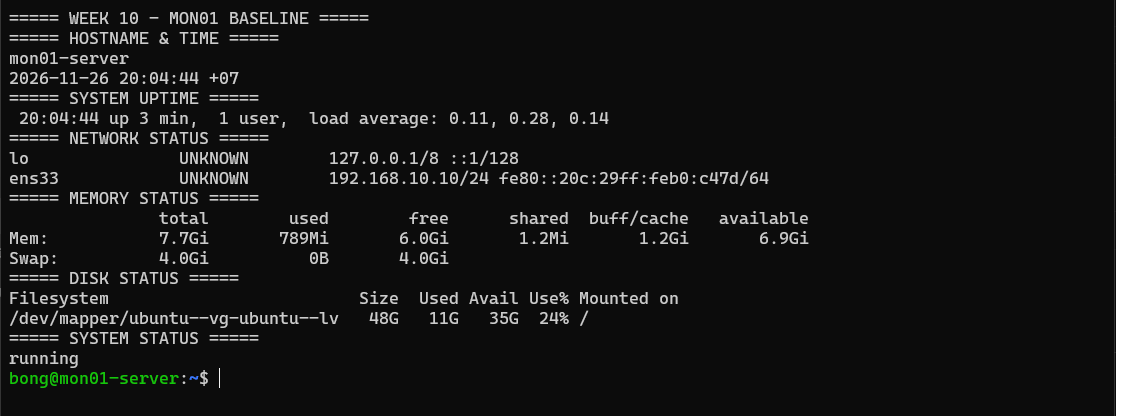 ===== WEEK 10 - MON01 BASELINE =====
===== HOSTNAME & TIME =====
mon01-server
2026-11-26 20:04:44 +07
===== SYSTEM UPTIME =====
 20:04:44 up 3 min,  1 user,  load average: 0.11, 0.28, 0.14
===== NETWORK STATUS =====
lo               UNKNOWN        127.0.0.1/8 ::1/128
ens33            UNKNOWN        192.168.10.10/24 fe80::20c:29ff:feb0:c47d/64
===== MEMORY STATUS =====
               total        used        free      shared  buff/cache   available
Mem:           7.7Gi       789Mi       6.0Gi       1.2Mi       1.2Gi       6.9Gi
Swap:          4.0Gi          0B       4.0Gi
===== DISK STATUS =====
Filesystem                         Size  Used Avail Use% Mounted on
/dev/mapper/ubuntu--vg-ubuntu--lv   48G   11G   35G  24% /
===== SYSTEM STATUS =====
running
bong@mon01-server:~$